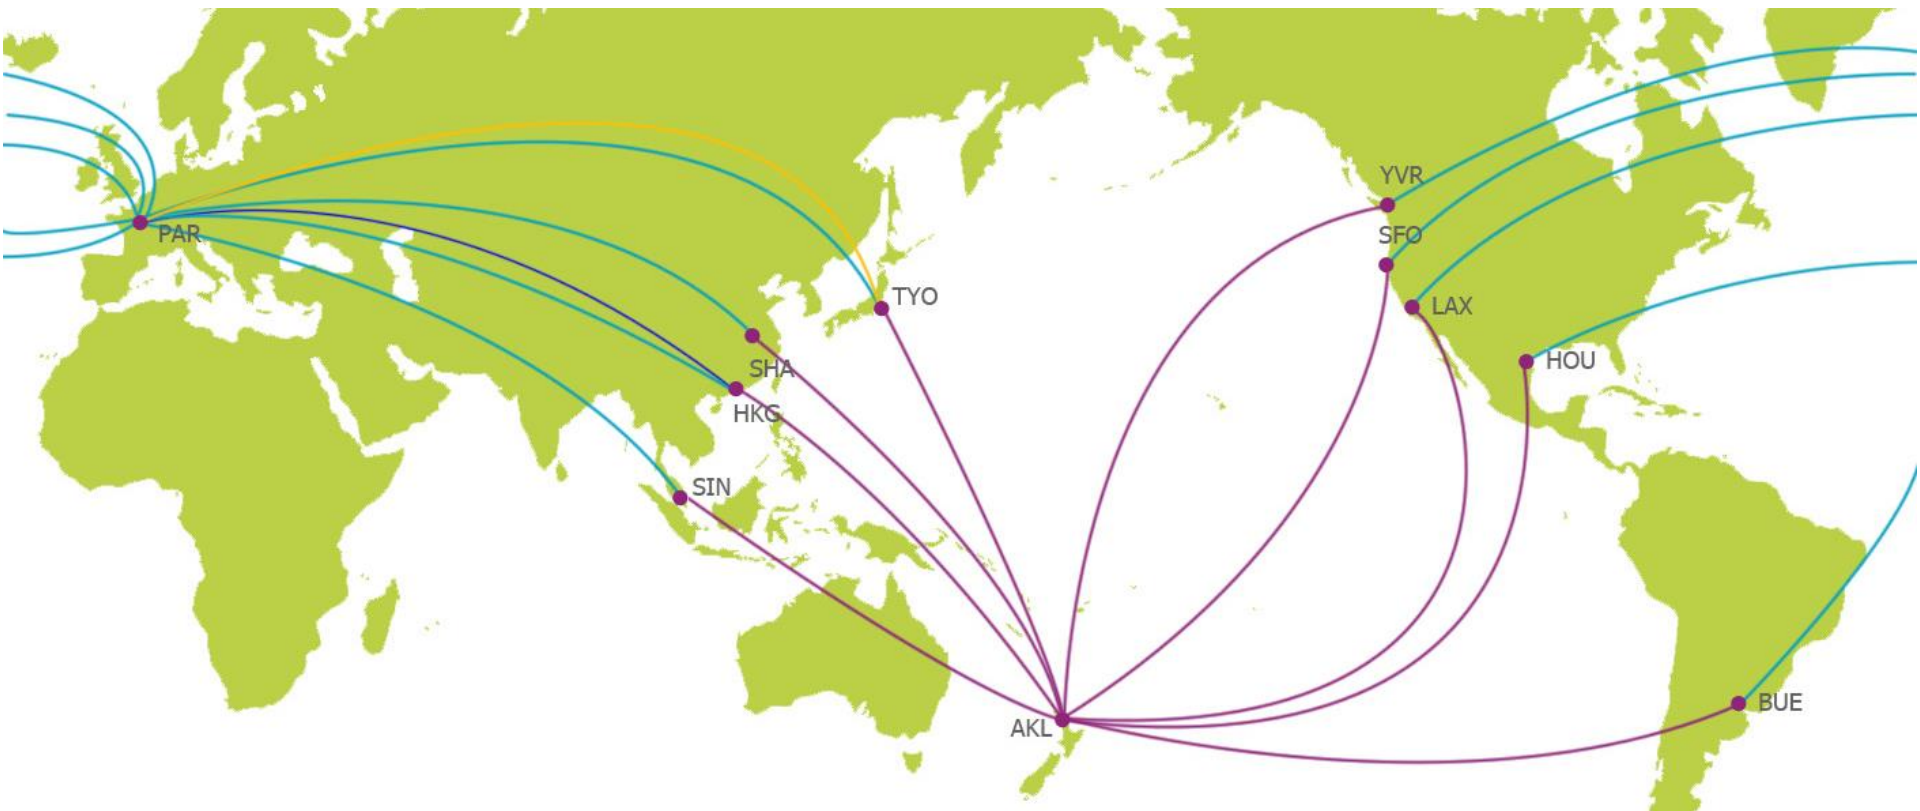 YVR
PAR
SFO
TYO
LAX
SHA
HOU
HKG
SIN
BUE
AKL